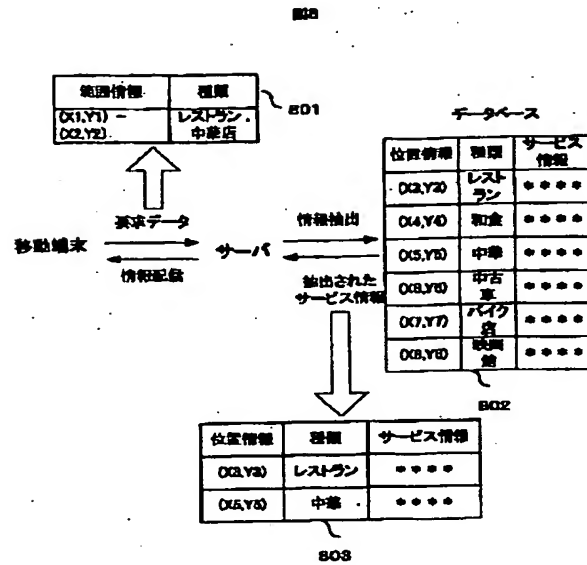 図8
範囲情報 種類
(X1,Y1) – レストラン,
(X2,Y2) 中華店
801
データベース
位置情報 種類 サービス
情報
(X3,Y3) レスト
ラン ****
(X4,Y4) 和食 ****
(X5,Y5) 中華 ****
(X6,Y6) 中古
車 ****
(X7,Y7) バイク
店 ****
(X8,Y8) 映画
館 ****
802
要求データ
移動端末 サーバ
情報配信
情報抽出
抽出された
サービス情報
位置情報 種類 サービス情報
(X3,Y3) レストラン ****
(X5,Y5) 中華 ****
803